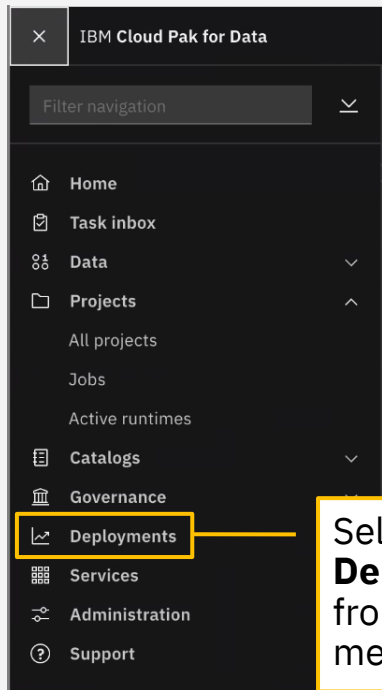 IBM Cloud Pak for Data
Filter navigation
Home
Task inbox
Data
Projects
All projects
Jobs
Active runtimes
Catalogs
Governance
Deployments
Services
Administration
Support